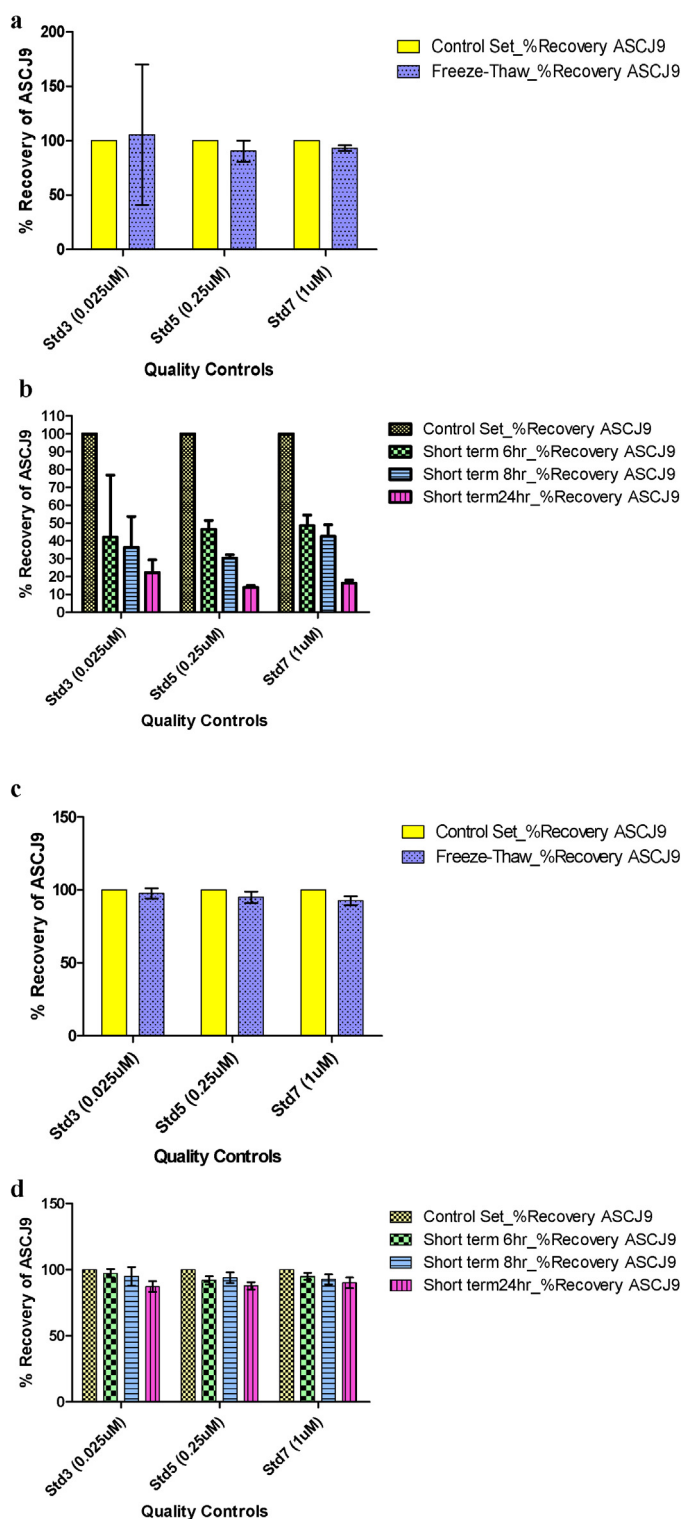 a
% Recovery of ASCJ9
200
150
100
50
0
Std3 (0.025uM)
Std5 (0.25uM)
Std7 (1uM)
Quality Controls
Control Set_%Recovery ASCJ9
Freeze-Thaw_%Recovery ASCJ9
b
% Recovery of ASCJ9
110
100
90
80
70
60
50
40
30
20
10
0
Std3 (0.025uM)
Std5 (0.25uM)
Std7 (1uM)
Quality Controls
Control Set_%Recovery ASCJ9
Short term 6hr_%Recovery ASCJ9
Short term 8hr_%Recovery ASCJ9
Short term24hr_%Recovery ASCJ9
c
% Recovery of ASCJ9
150
100
50
0
Std3 (0.025uM)
Std5 (0.25uM)
Std7 (1uM)
Quality Controls
Control Set_%Recovery ASCJ9
Freeze-Thaw_%Recovery ASCJ9
d
% Recovery of ASCJ9
150
100
50
0
Std3 (0.025uM)
Std5 (0.25uM)
Std7 (1uM)
Quality Controls
Control Set_%Recovery ASCJ9
Short term 6hr_%Recovery ASCJ9
Short term 8hr_%Recovery ASCJ9
Short term24hr_%Recovery ASCJ9